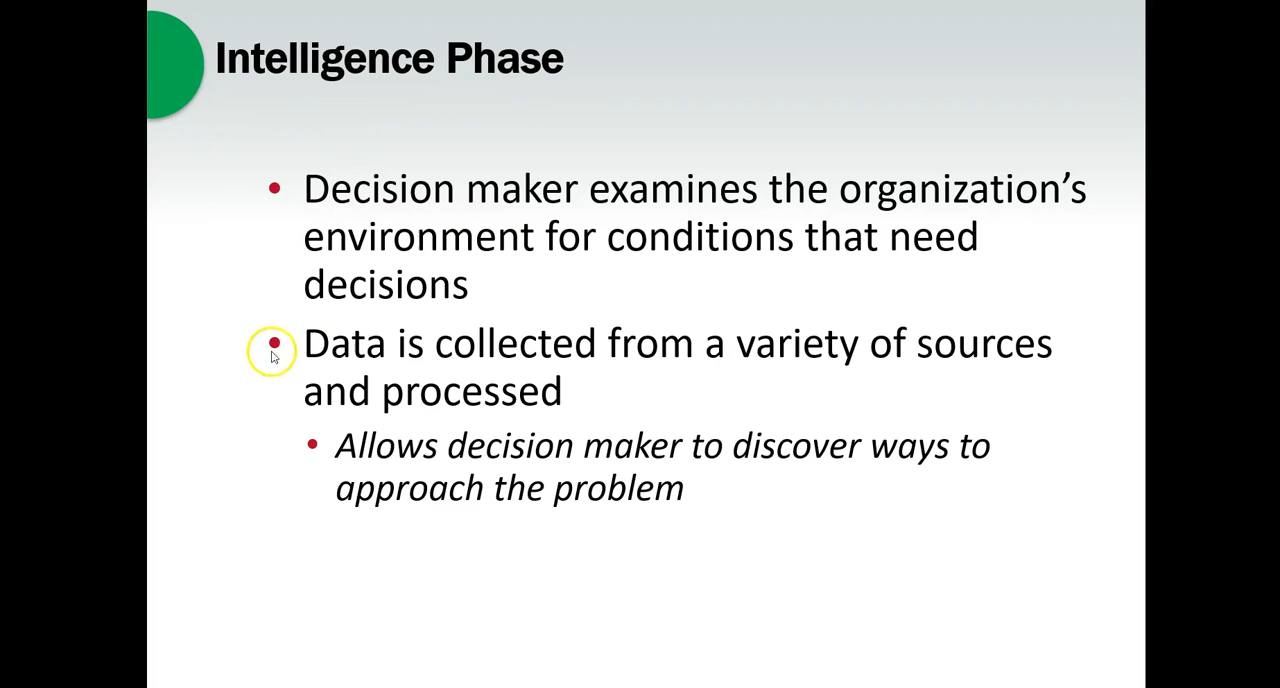 Intelligence Phase
• Decision maker examines the organization’s
environment for conditions that need
decisions
• Data is collected from a variety of sources
and processed
• Allows decision maker to discover ways to
approach the problem